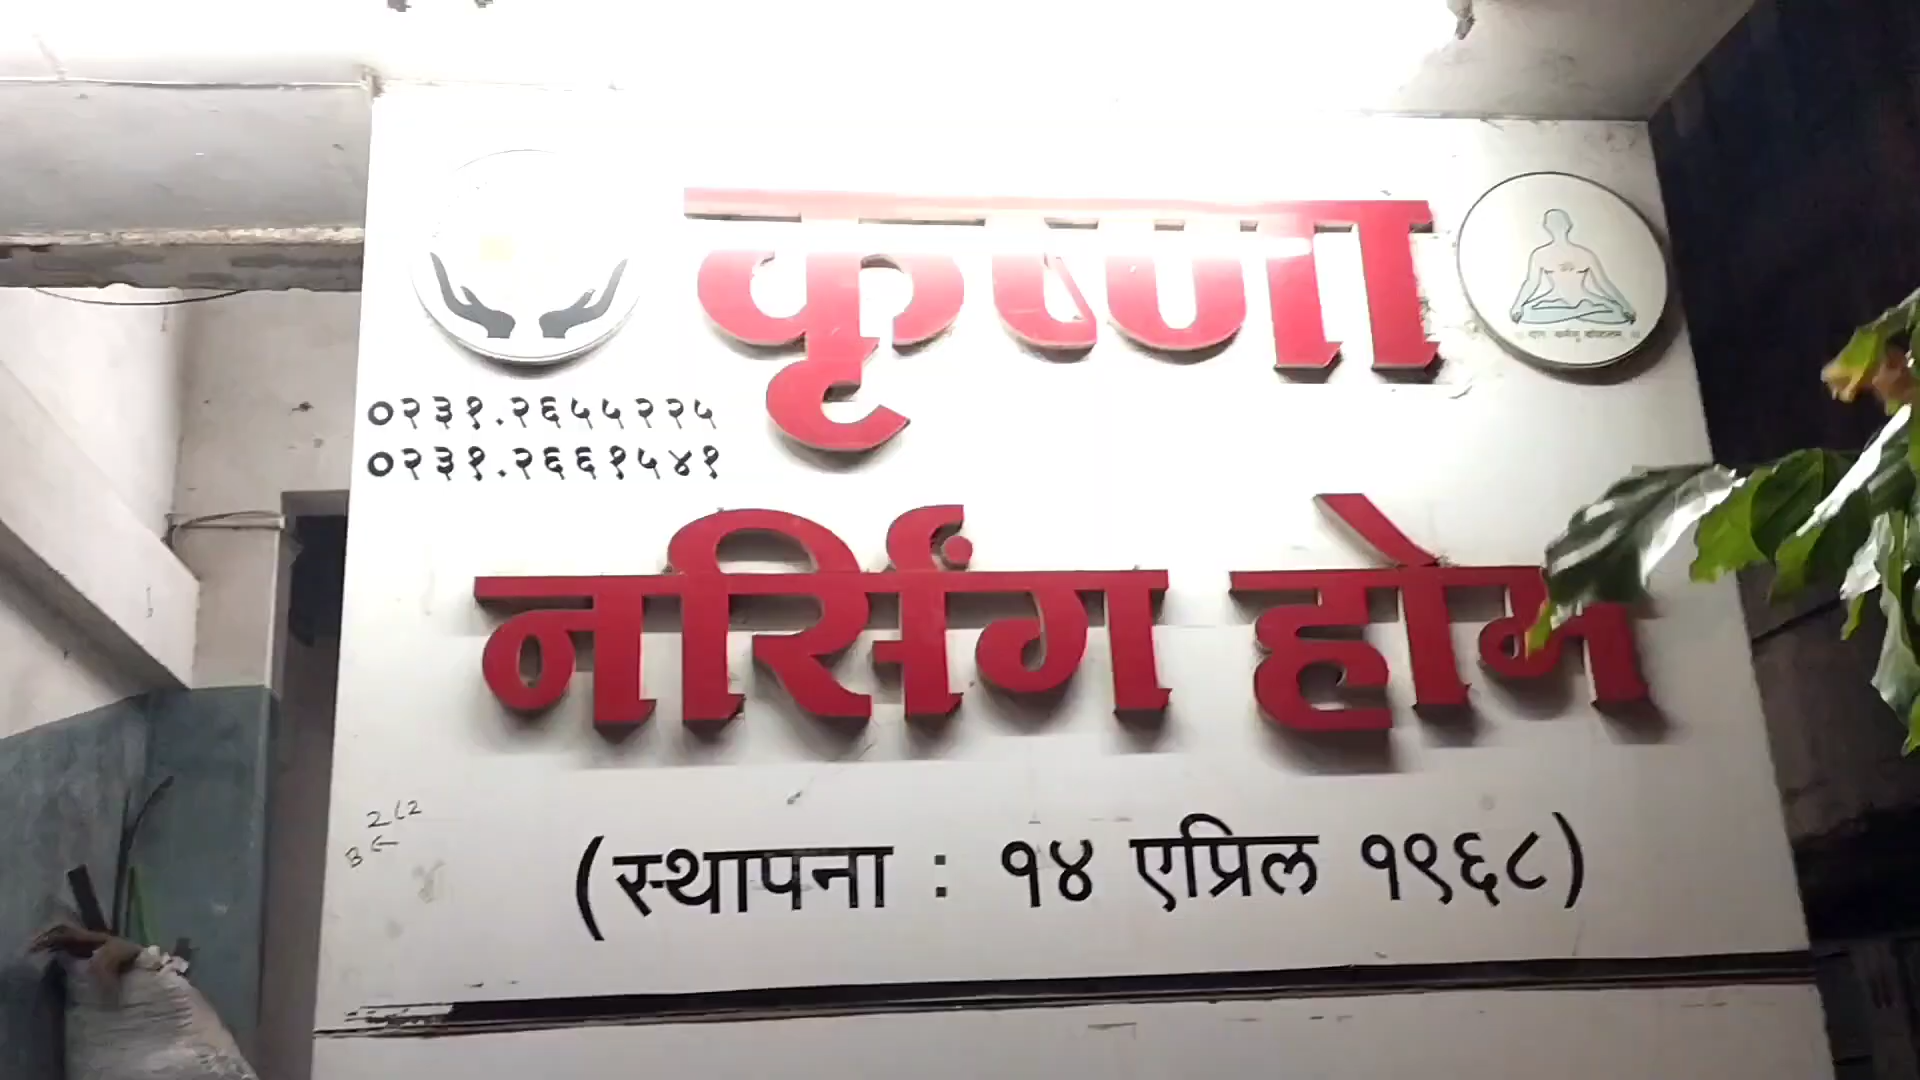 कृष्णा
०२३१.२६५५२२५
०२३१.२६६१५४१
नर्सिंग होम
(स्थापना : १४ एप्रिल १९६८)